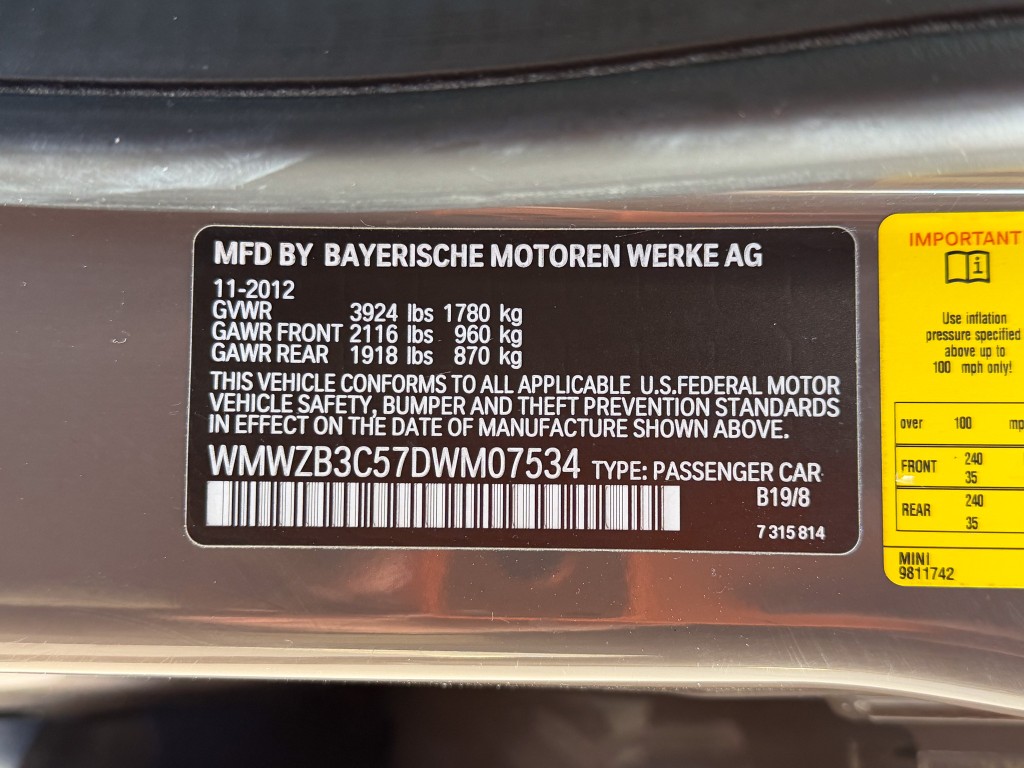 MFD BY BAYERISCHE MOTOREN WERKE AG
11-2012
GVWR 3924 lbs 1780 kg
GAWR FRONT 2116 lbs 960 kg
GAWR REAR 1918 lbs 870 kg
THIS VEHICLE CONFORMS TO ALL APPLICABLE U.S.FEDERAL MOTOR
VEHICLE SAFETY, BUMPER AND THEFT PREVENTION STANDARDS
IN EFFECT ON THE DATE OF MANUFACTURE SHOWN ABOVE.
WMWZB3C57DWM07534 TYPE: PASSENGER CAR
B19/8
7 315 814
IMPORTANT
i
Use inflation
pressure specified
above up to
100 mph only!
over 100
FRONT 240
35
REAR 240
35
MINI
9811742